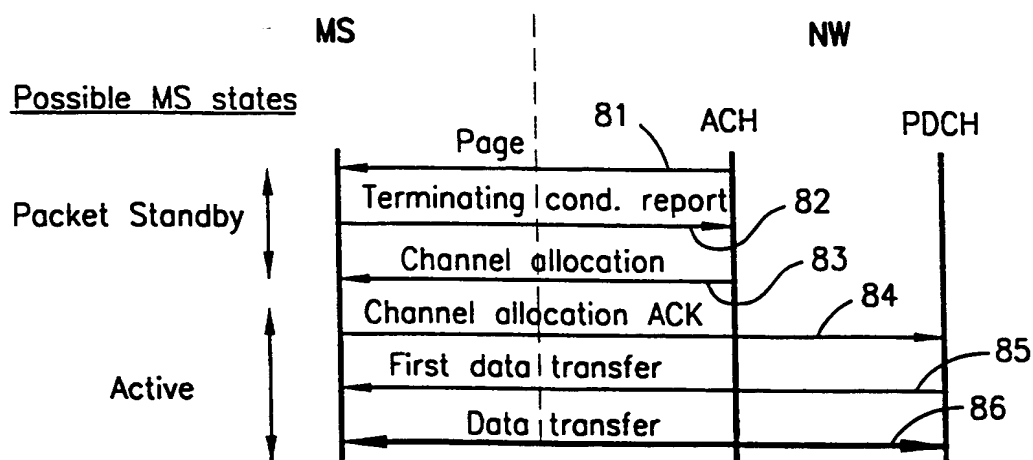 MS NW
Possible MS states
81 ACH PDCH
Page
Terminating cond. report
Packet Standby 82
Channel allocation 83
Channel allocation ACK 84
First data transfer 85
Active
Data transfer 86